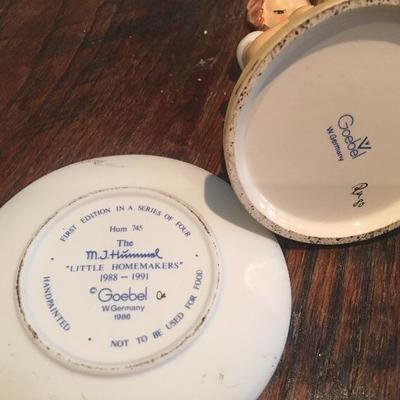 FIRST EDITION IN A SERIES OF FOUR
Hum 745
The
M.J.Hummel
"LITTLE HOMEMAKERS"
1988 - 1991
© Goebel
W.Germany
1986
HANDPAINTED • NOT TO BE USED FOR FOOD •
Goebel
W.Germany